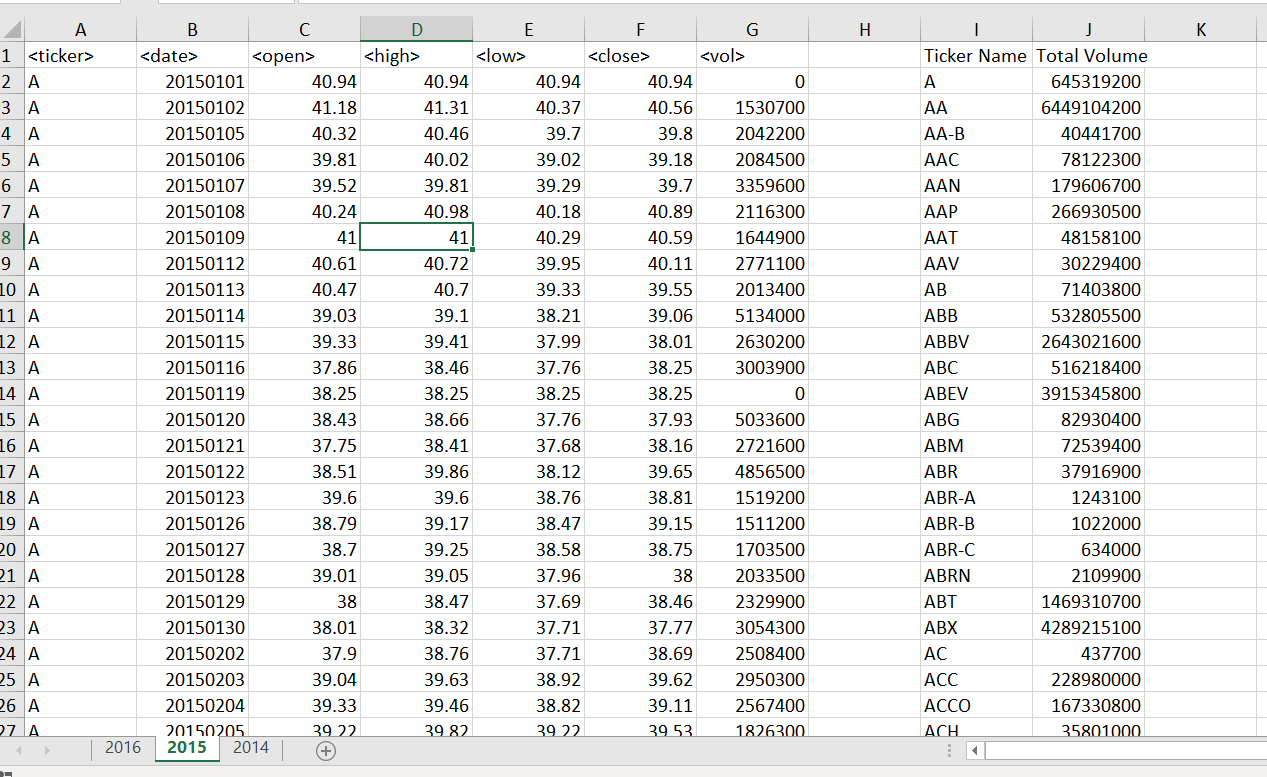 A B C D E F G H I J K
1 <ticker> <date> <open> <high> <low> <close> <vol> Ticker Name Total Volume
2 A 20150101 40.94 40.94 40.94 40.94 0 A 645319200
3 A 20150102 41.18 41.31 40.37 40.56 1530700 AA 6449104200
4 A 20150105 40.32 40.46 39.7 39.8 2042200 AA-B 40441700
5 A 20150106 39.81 40.02 39.02 39.18 2084500 AAC 78122300
6 A 20150107 39.52 39.81 39.29 39.7 3359600 AAN 179606700
7 A 20150108 40.24 40.98 40.18 40.89 2116300 AAP 266930500
8 A 20150109 41 41 40.29 40.59 1644900 AAT 48158100
9 A 20150112 40.61 40.72 39.95 40.11 2771100 AAV 30229400
10 A 20150113 40.47 40.7 39.33 39.55 2013400 AB 71403800
11 A 20150114 39.03 39.1 38.21 39.06 5134000 ABB 532805500
12 A 20150115 39.33 39.41 37.99 38.01 2630200 ABBV 2643021600
13 A 20150116 37.86 38.46 37.76 38.25 3003900 ABC 516218400
14 A 20150119 38.25 38.25 38.25 38.25 0 ABEV 3915345800
15 A 20150120 38.43 38.66 37.76 37.93 5033600 ABG 82930400
16 A 20150121 37.75 38.41 37.68 38.16 2721600 ABM 72539400
17 A 20150122 38.51 39.86 38.12 39.65 4856500 ABR 37916900
18 A 20150123 39.6 39.6 38.76 38.81 1519200 ABR-A 1243100
19 A 20150126 38.79 39.17 38.47 39.15 1511200 ABR-B 1022000
20 A 20150127 38.7 39.25 38.58 38.75 1703500 ABR-C 634000
21 A 20150128 39.01 39.05 37.96 38 2033500 ABRN 2109900
22 A 20150129 38 38.47 37.69 38.46 2329900 ABT 1469310700
23 A 20150130 38.01 38.32 37.71 37.77 3054300 ABX 4289215100
24 A 20150202 37.9 38.76 37.71 38.69 2508400 AC 437700
25 A 20150203 39.04 39.63 38.92 39.62 2950300 ACC 228980000
26 A 20150204 39.33 39.46 38.82 39.11 2567400 ACCO 167330800
27 A 20150205 39.22 39.82 39.22 39.53 1826300 ACH 35801000
2016 2015 2014